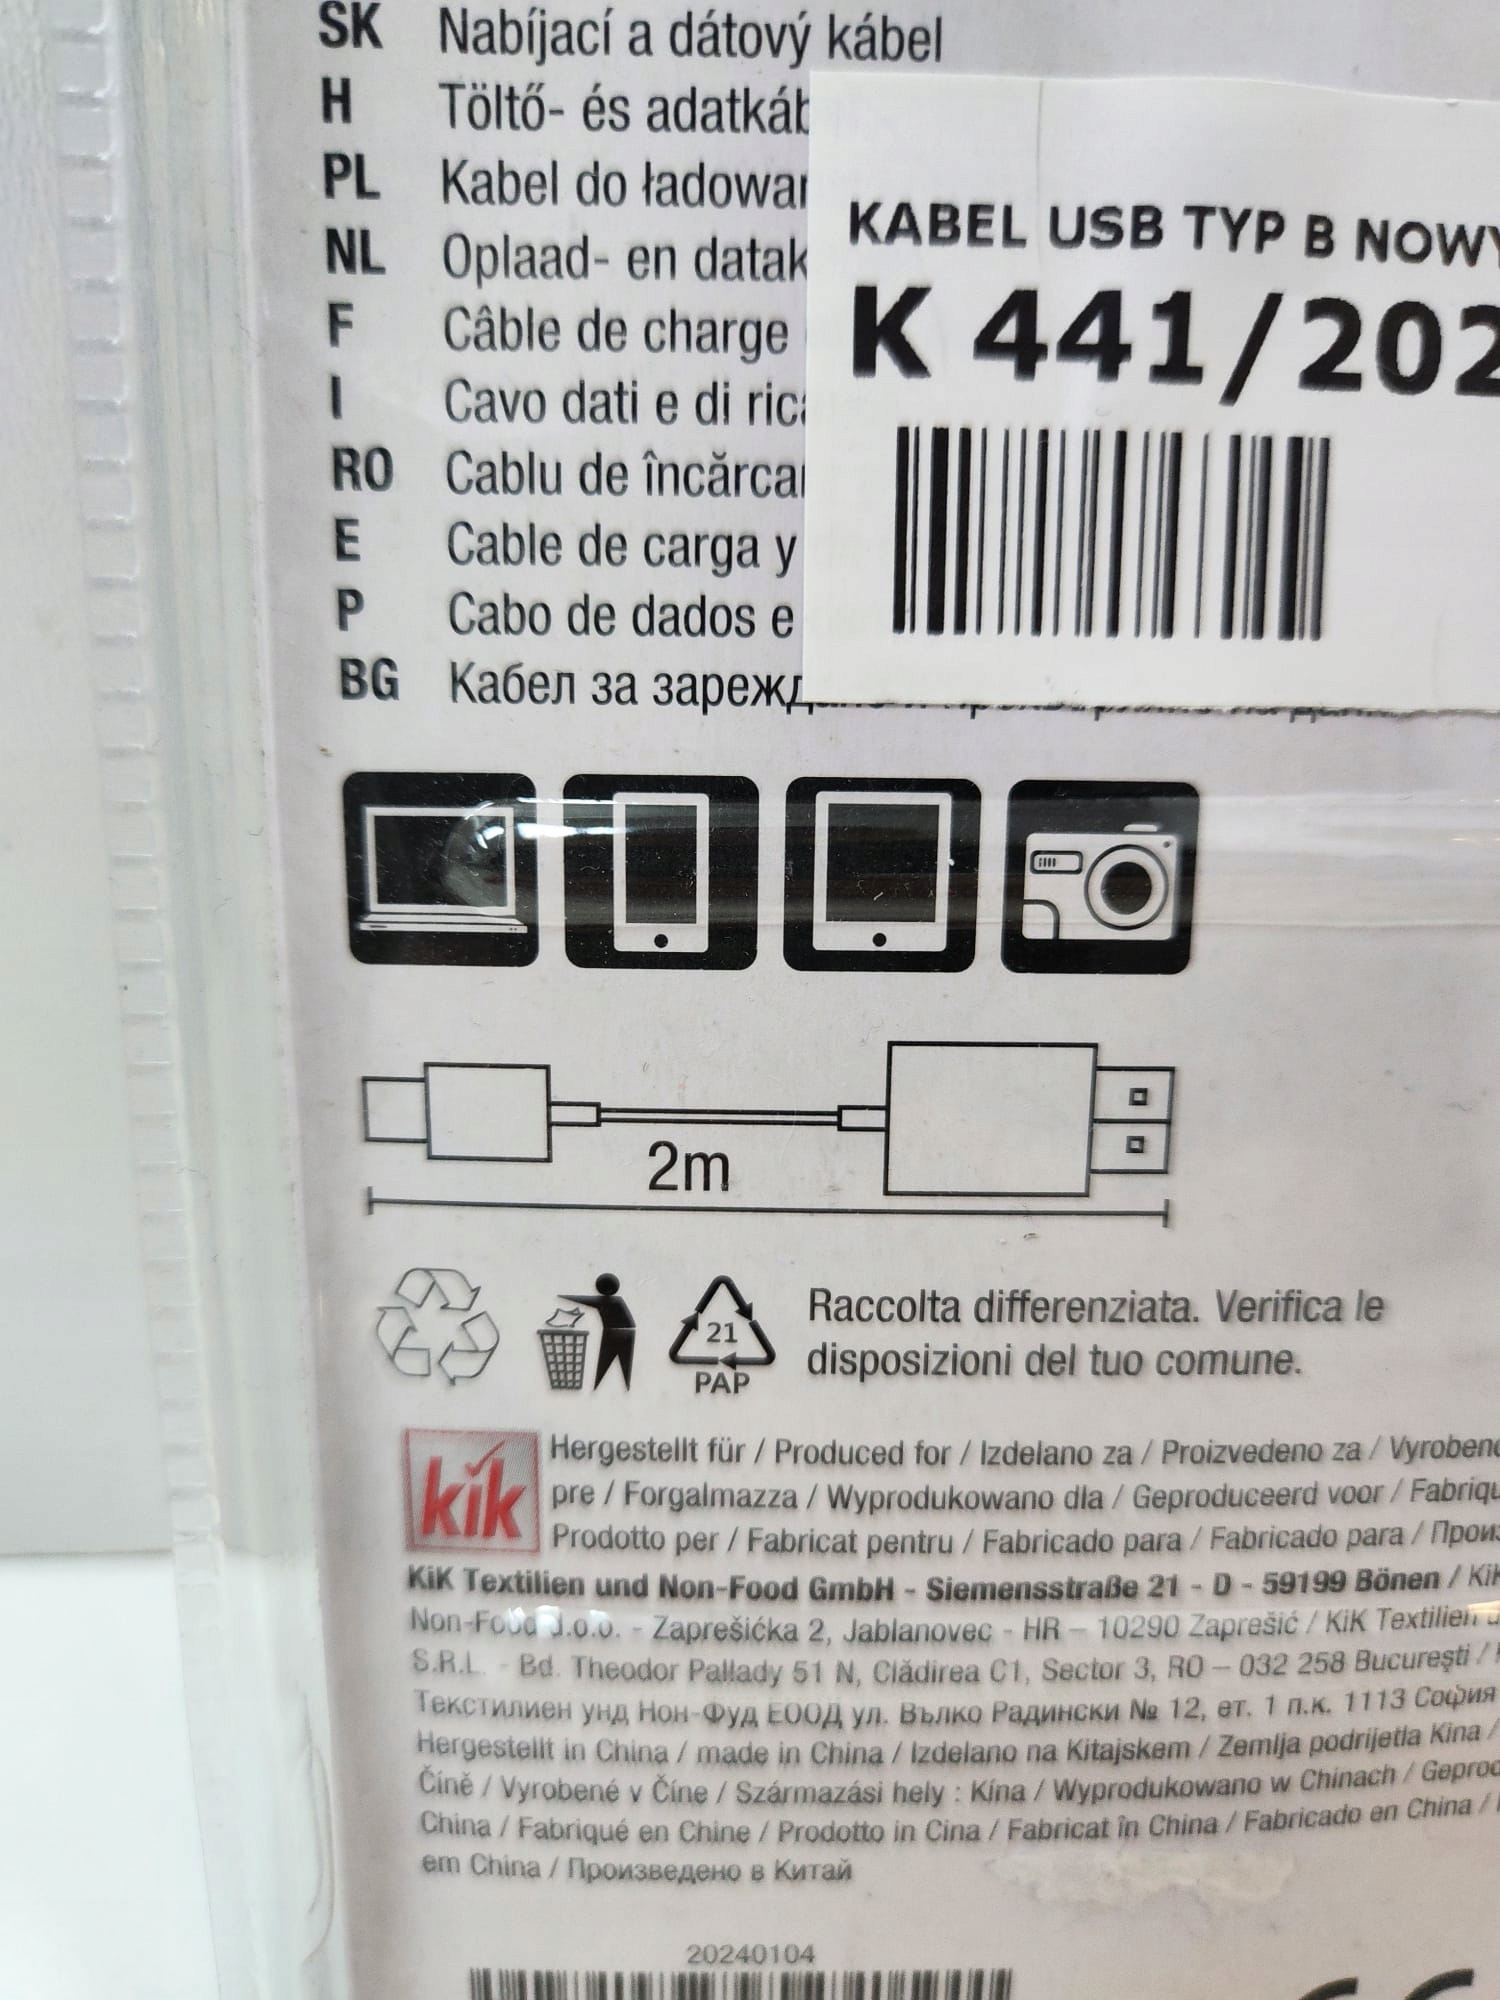 SK Nabíjací a dátový kábel
H Töltő- és adatkáb
PL Kabel do ładowa
NL Oplaad- en datak
F Câble de charge
I Cavo dati e di rica
RO Cablu de încărca
E Cable de carga y
P Cabo de dados e
BG Кабел за зарежд
KABEL USB TYP B NOWY
K 441/202
2m
21
PAP
Raccolta differenziata. Verifica le
disposizioni del tuo comune.
kik
Hergestellt für / Produced for / Izdelano za / Proizvedeno za / Vyrobeno
pre / Forgalmazza / Wyprodukowano dla / Geproduceerd voor / Fabriqu
Prodotto per / Fabricat pentru / Fabricado para / Fabricado para / Произ
KiK Textilien und Non-Food GmbH - Siemensstraße 21 - D - 59199 Bönen / KiK
Non-Food d.o.o. - Zaprešićka 2, Jablanovec - HR – 10290 Zaprešić / KiK Textilien u
S.R.L. - Bd. Theodor Pallady 51 N, Clădirea C1, Sector 3, RO – 032 258 Bucureşti /
Текстилиен унд Нон-Фуд ЕООД ул. Вълко Радински № 12, ет. 1 п.к. 1113 София
Hergestellt in China / made in China / Izdelano na Kitajskem / Zemlja podrijetla Kina /
Číně / Vyrobené v Číne / Származási hely : Kína / Wyprodukowano w Chinach / Geprod
China / Fabriqué en Chine / Prodotto in Cina / Fabricat în China / Fabricado en China /
em China / Произведено в Китай
20240104